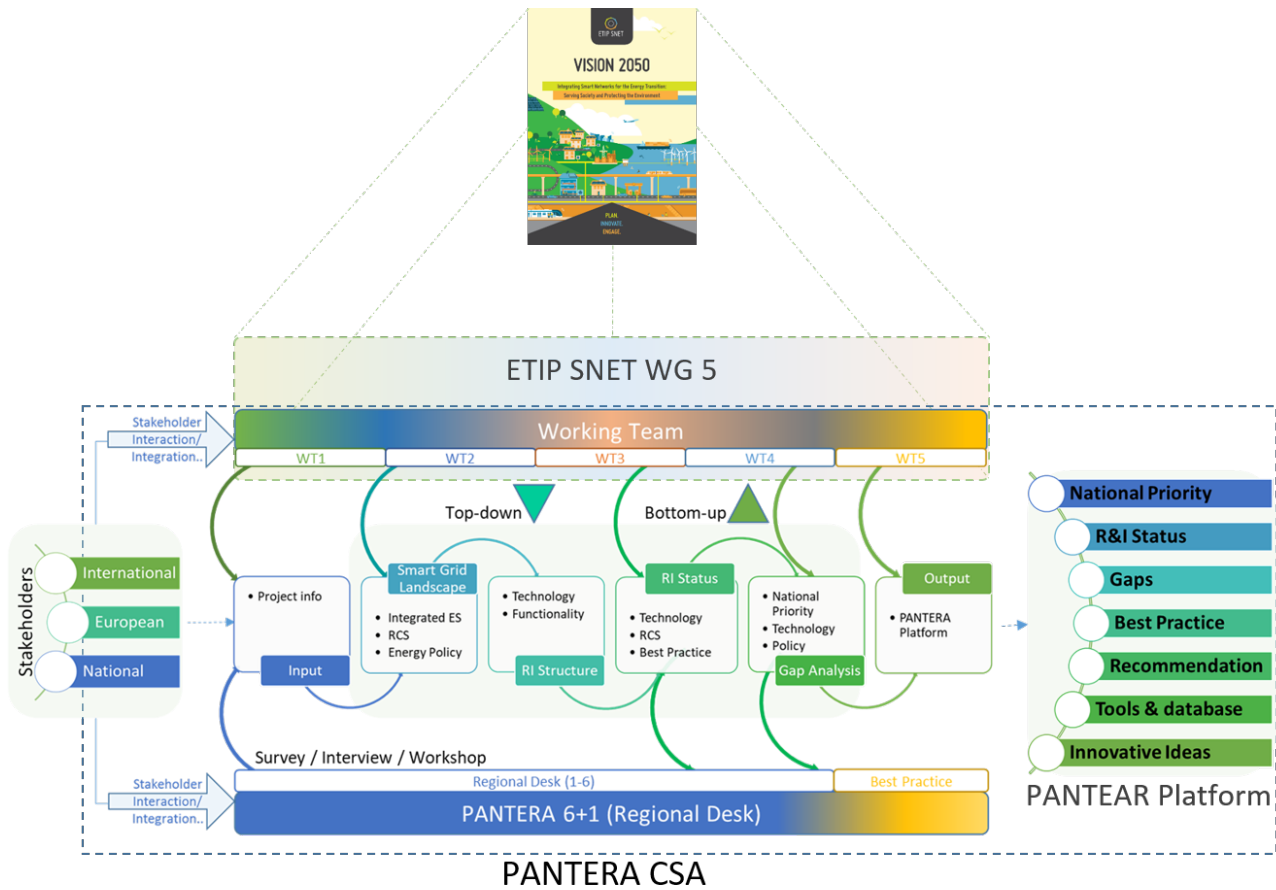 ETIP SNET
VISION 2050
Integrating Smart Networks for the Energy Transition:
Serving Society and Protecting the Environment
PLAN.
INNOVATE.
ENGAGE.
ETIP SNET WG 5
Stakeholder
Interaction/
Integration..
Working Team
WT1
WT2
WT3
WT4
WT5
Top-down
Bottom-up
Stakeholders
International
European
National
• Project info
Input
Smart Grid
Landscape
• Integrated ES
• RCS
• Energy Policy
• Technology
• Functionality
RI Structure
RI Status
• Technology
• RCS
• Best Practice
• National
Priority
• Technology
• Policy
Gap Analysis
Output
• PANTERA
Platform
National Priority
R&I Status
Gaps
Best Practice
Recommendation
Tools & database
Innovative Ideas
PANTEAR Platform
Survey / Interview / Workshop
Stakeholder
Interaction/
Integration..
Regional Desk (1-6)
Best Practice
PANTERA 6+1 (Regional Desk)
PANTERA CSA